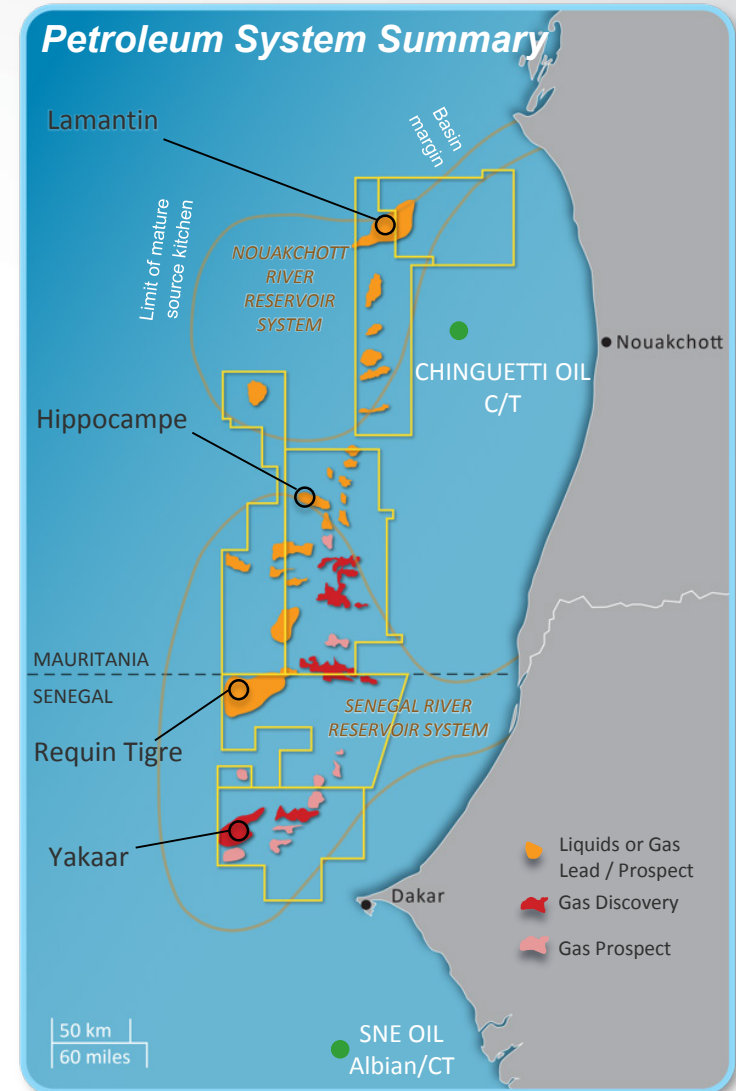 Petroleum System Summary
Lamantin
Basin
margin
Limit of mature
source kitchen
NOUAKCHOTT
RIVER
RESERVOIR
SYSTEM
Nouakchott
CHINGUETTI OIL
C/T
Hippocampe
MAURITANIA
SENEGAL
SENEGAL RIVER
RESERVOIR SYSTEM
Requin Tigre
Yakaar
Dakar
Liquids or Gas
Lead / Prospect
Gas Discovery
Gas Prospect
50 km
60 miles
SNE OIL
Albian/CT